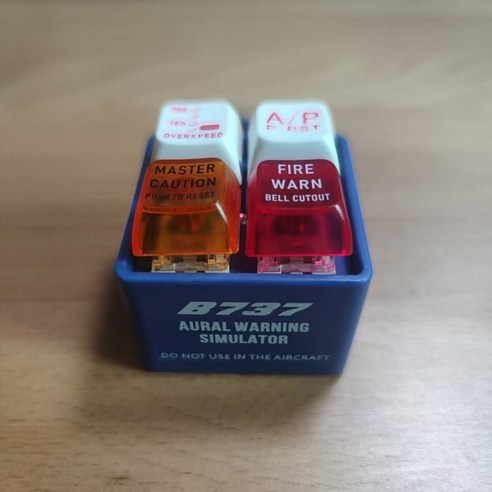 OVERSPEED
A/P
P/RST
MASTER
CAUTION
PUSH TO RESET
FIRE
WARN
BELL CUTOUT
B737
AURAL WARNING
SIMULATOR
DO NOT USE IN THE AIRCRAFT